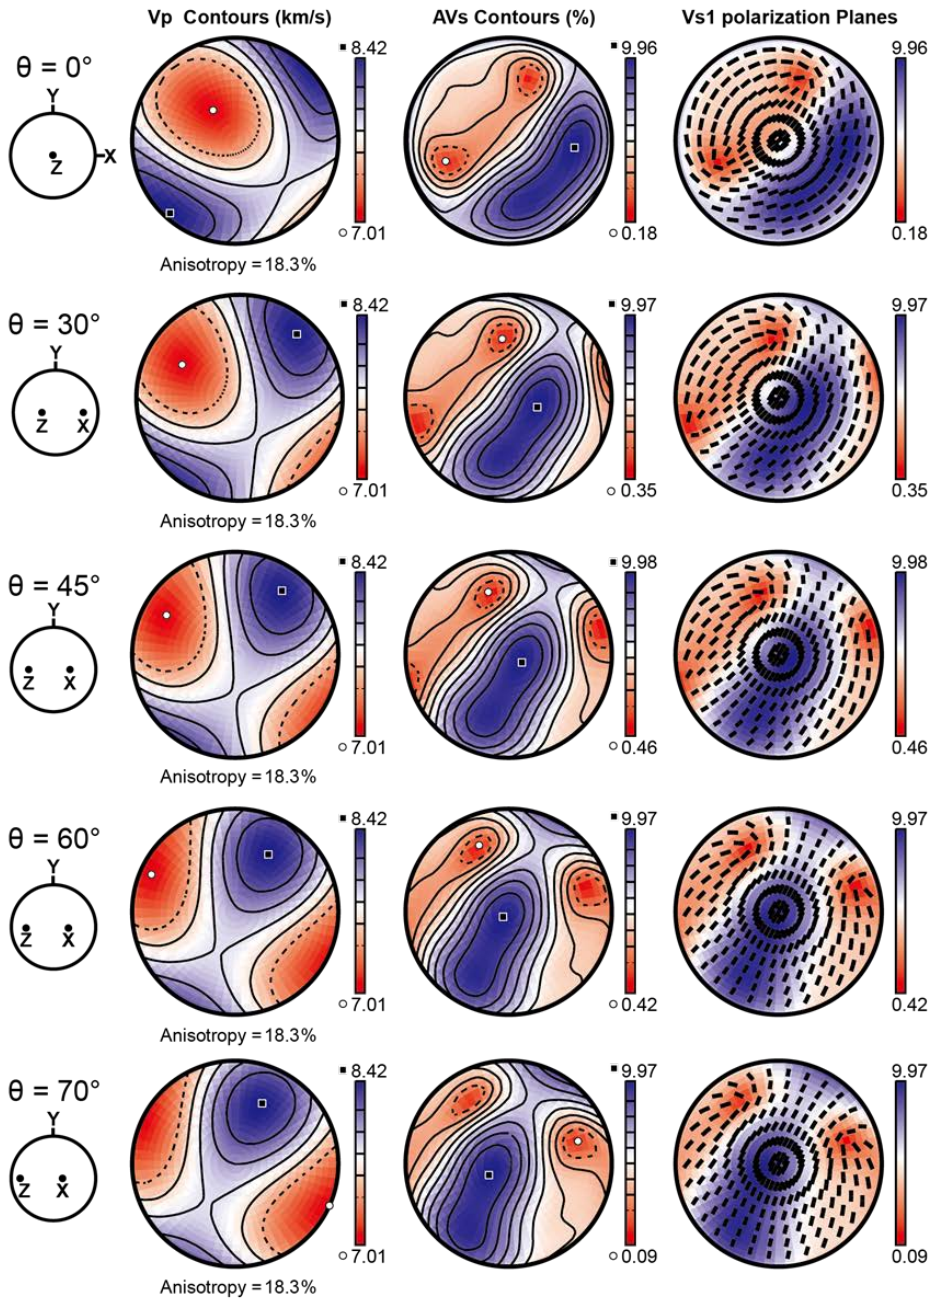 Vp Contours (km/s) AVs Contours (%) Vs1 polarization Planes
θ = 0°
Y
X
Z
8.42
7.01
Anisotropy = 18.3%
9.96
0.18
9.96
0.18
θ = 30°
Y
Z X
8.42
7.01
Anisotropy = 18.3%
9.97
0.35
9.97
0.35
θ = 45°
Y
Z X
8.42
7.01
Anisotropy = 18.3%
9.98
0.46
9.98
0.46
θ = 60°
Y
Z X
8.42
7.01
Anisotropy = 18.3%
9.97
0.42
9.97
0.42
θ = 70°
Y
Z X
8.42
7.01
Anisotropy = 18.3%
9.97
0.09
9.97
0.09